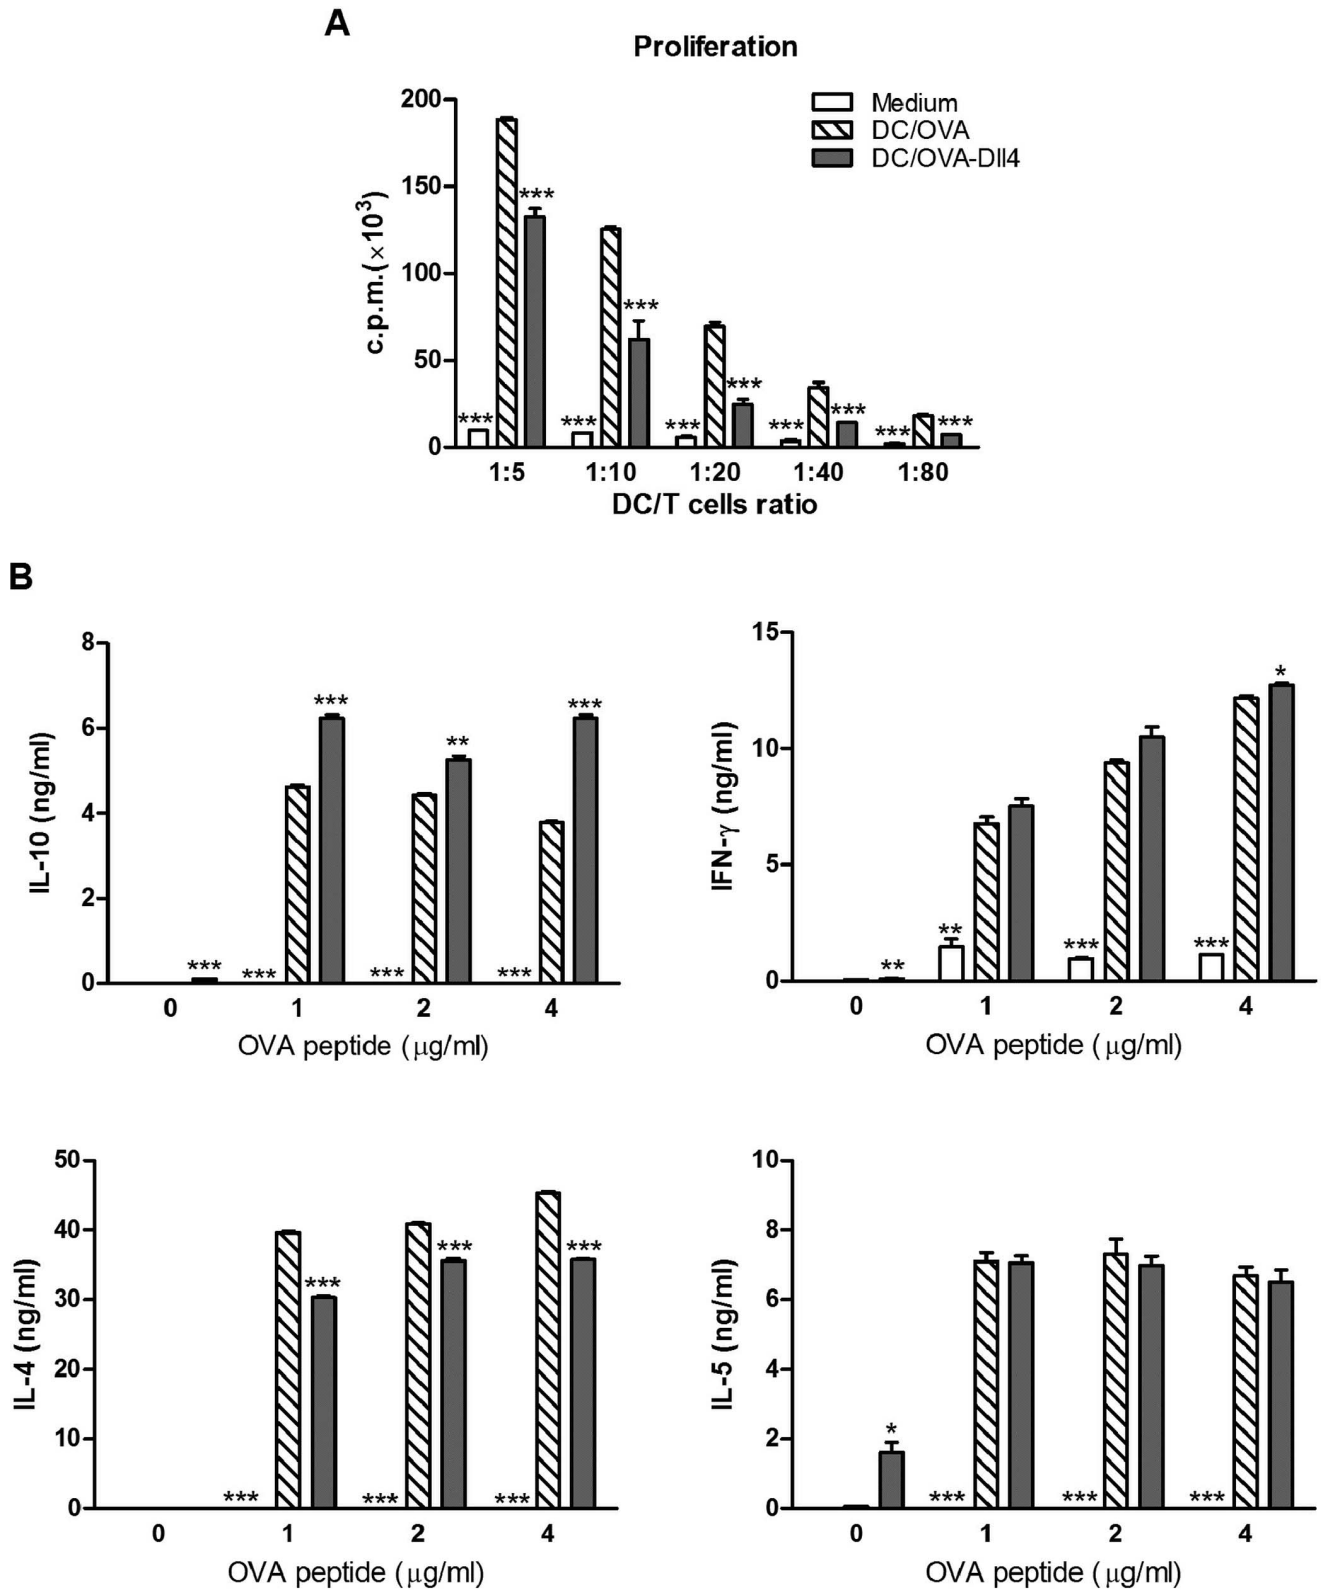 A
Proliferation
Medium
DC/OVA
DC/OVA-Dll4
c.p.m.(×10³)
200
150
100
50
0
***
***
***
***
***
***
***
***
***
***
1:5 1:10 1:20 1:40 1:80
DC/T cells ratio
B
IL-10 (ng/ml)
8
6
4
2
0
***
***
***
**
***
***
***
0 1 2 4
OVA peptide (μg/ml)
IFN-γ (ng/ml)
15
10
5
0
**
**
***
***
*
0 1 2 4
OVA peptide (μg/ml)
IL-4 (ng/ml)
50
40
30
20
10
0
***
***
***
***
***
***
0 1 2 4
OVA peptide (μg/ml)
IL-5 (ng/ml)
10
8
6
4
2
0
*
***
***
***
0 1 2 4
OVA peptide (μg/ml)